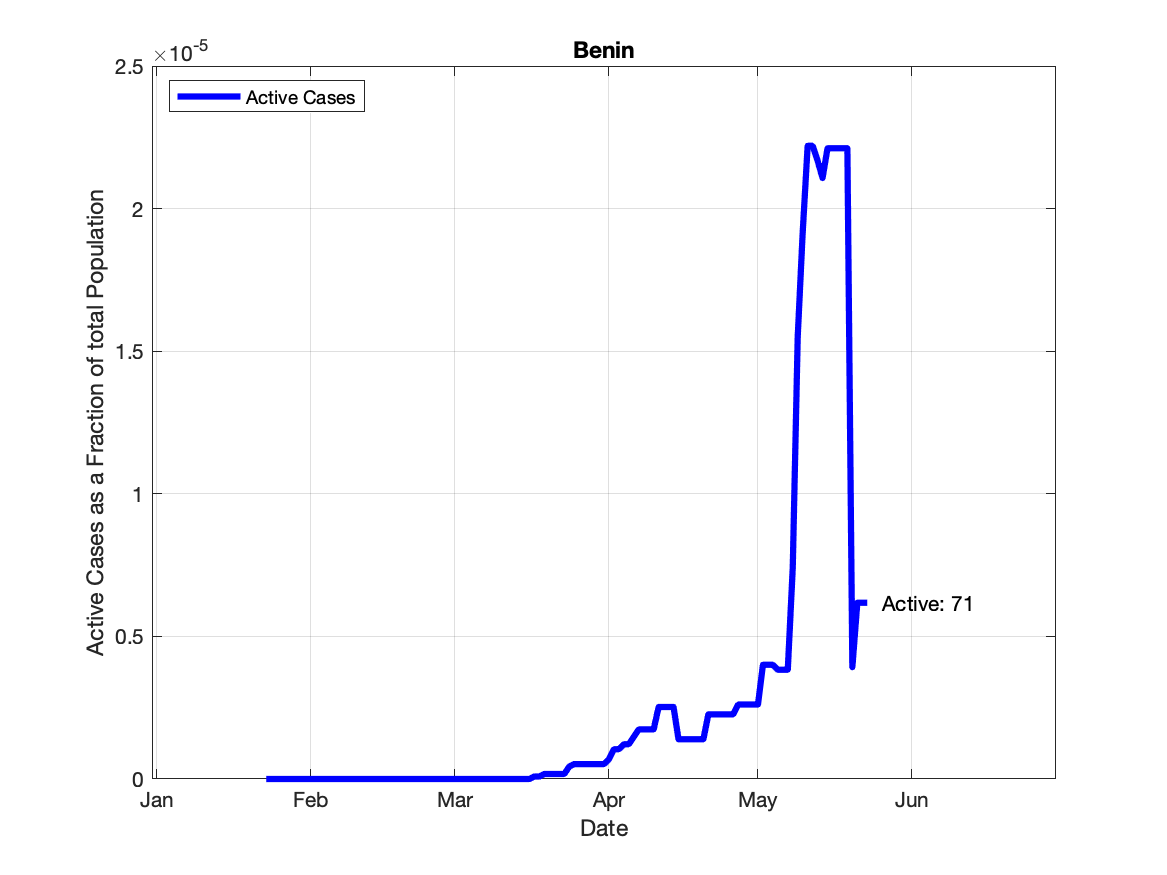 Benin
×10-5
2.5
2
1.5
1
0.5
0
Active Cases as a Fraction of total Population
Active Cases
Active: 71
Jan Feb Mar Apr May Jun
Date